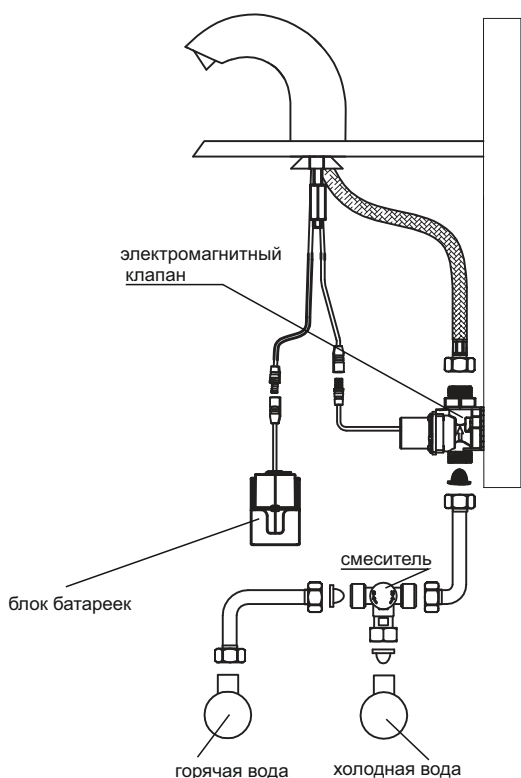 электромагнитный
клапан
смеситель
блок батареек
горячая вода
холодная вода